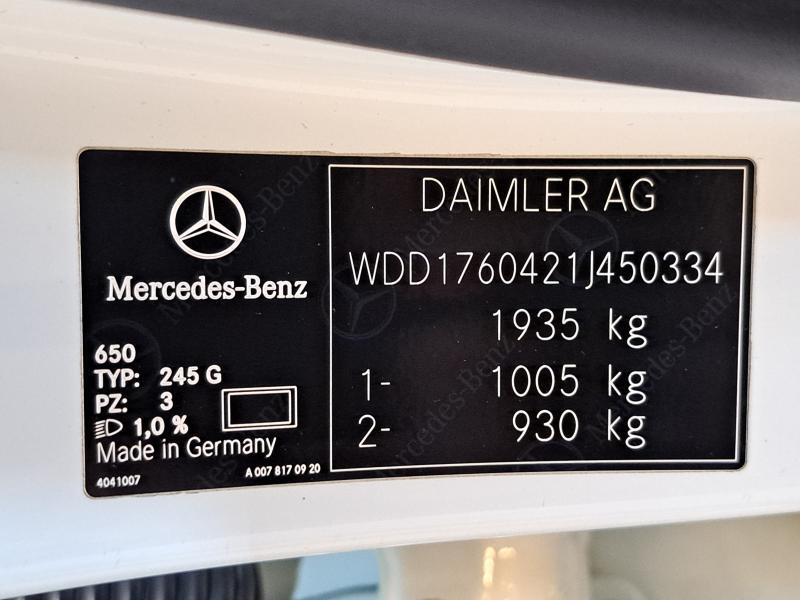 Mercedes-Benz
650
TYP: 245 G
PZ: 3
1,0 %
Made in Germany
4041007
A 007 817 09 20
DAIMLER AG
WDD1760421J450334
1935 kg
1- 1005 kg
2- 930 kg